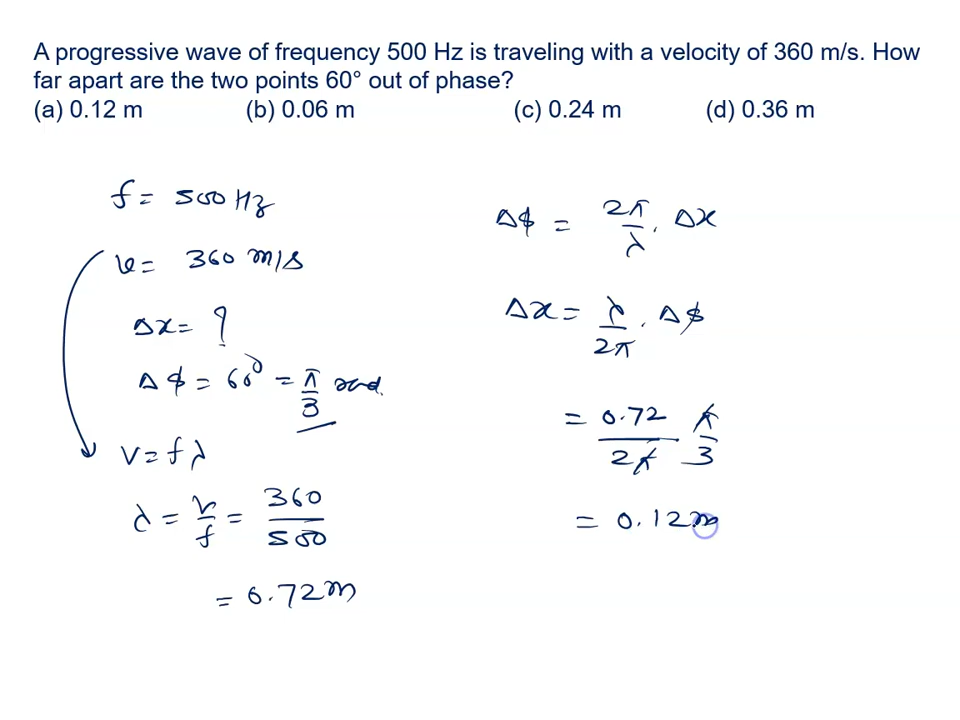 A progressive wave of frequency 500 Hz is traveling with a velocity of 360 m/s. How
far apart are the two points 60° out of phase?
(a) 0.12 m (b) 0.06 m (c) 0.24 m (d) 0.36 m
f = 500 Hz
v = 360 m/s
Δx = ?
Δϕ = 60° = π/3 rad.
v = fλ
λ = v/f = 360/500
= 0.72 m
Δϕ = 2π/λ . Δx
Δx = λ/2π . Δϕ
= 0.72/2π π/3
= 0.12 m